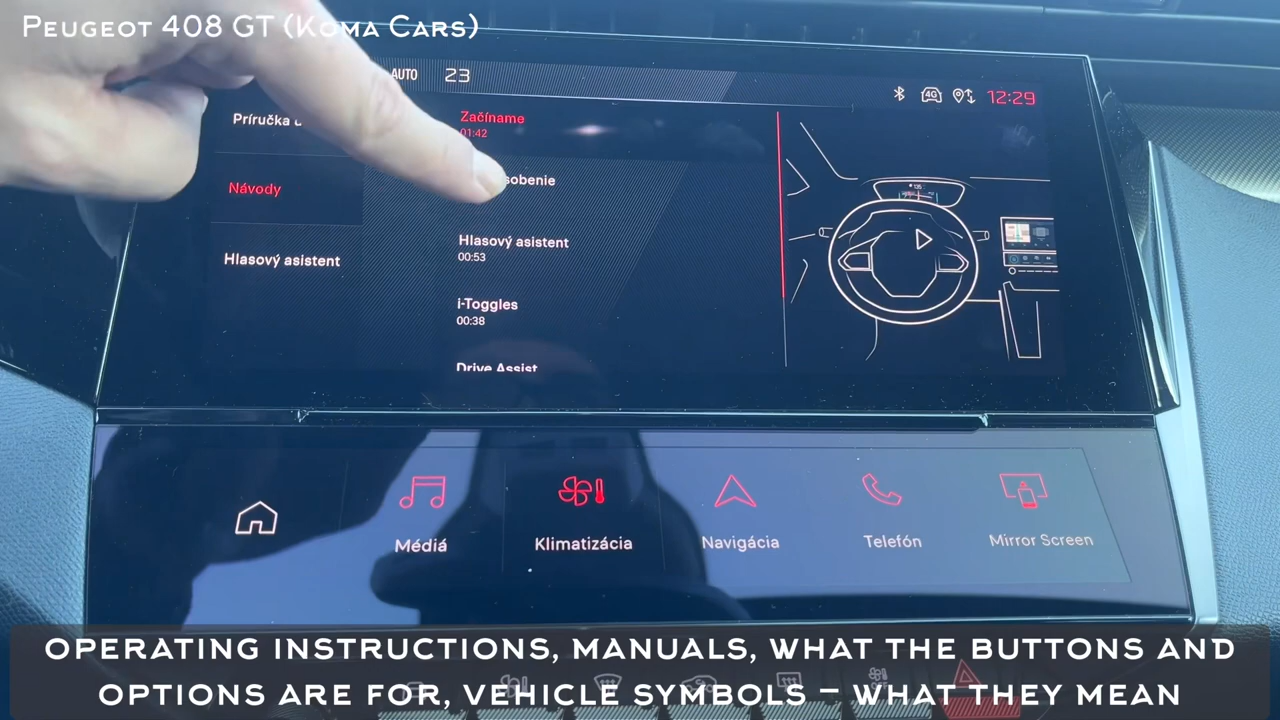 PEUGEOT 408 GT (KOMA CARS)
AUTO 23
4G 12:29
Príručka
Návody
Hlasový asistent
Začíname
01:42
Hlasový asistent
00:53
i-Toggles
00:38
Drive Assist
Médiá
Klimatizácia
Navigácia
Telefón
Mirror Screen
OPERATING INSTRUCTIONS, MANUALS, WHAT THE BUTTONS AND
OPTIONS ARE FOR, VEHICLE SYMBOLS – WHAT THEY MEAN